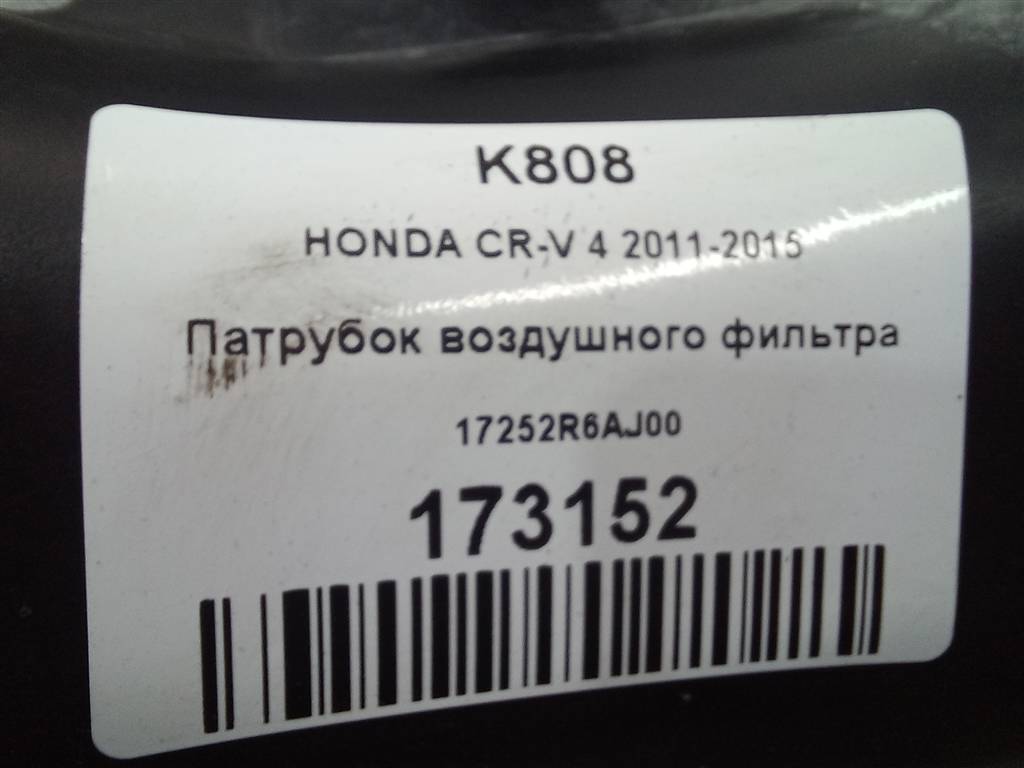 K808
HONDA CR-V 4 2011-2015
Патрубок воздушного фильтра
17252R6AJ00
173152